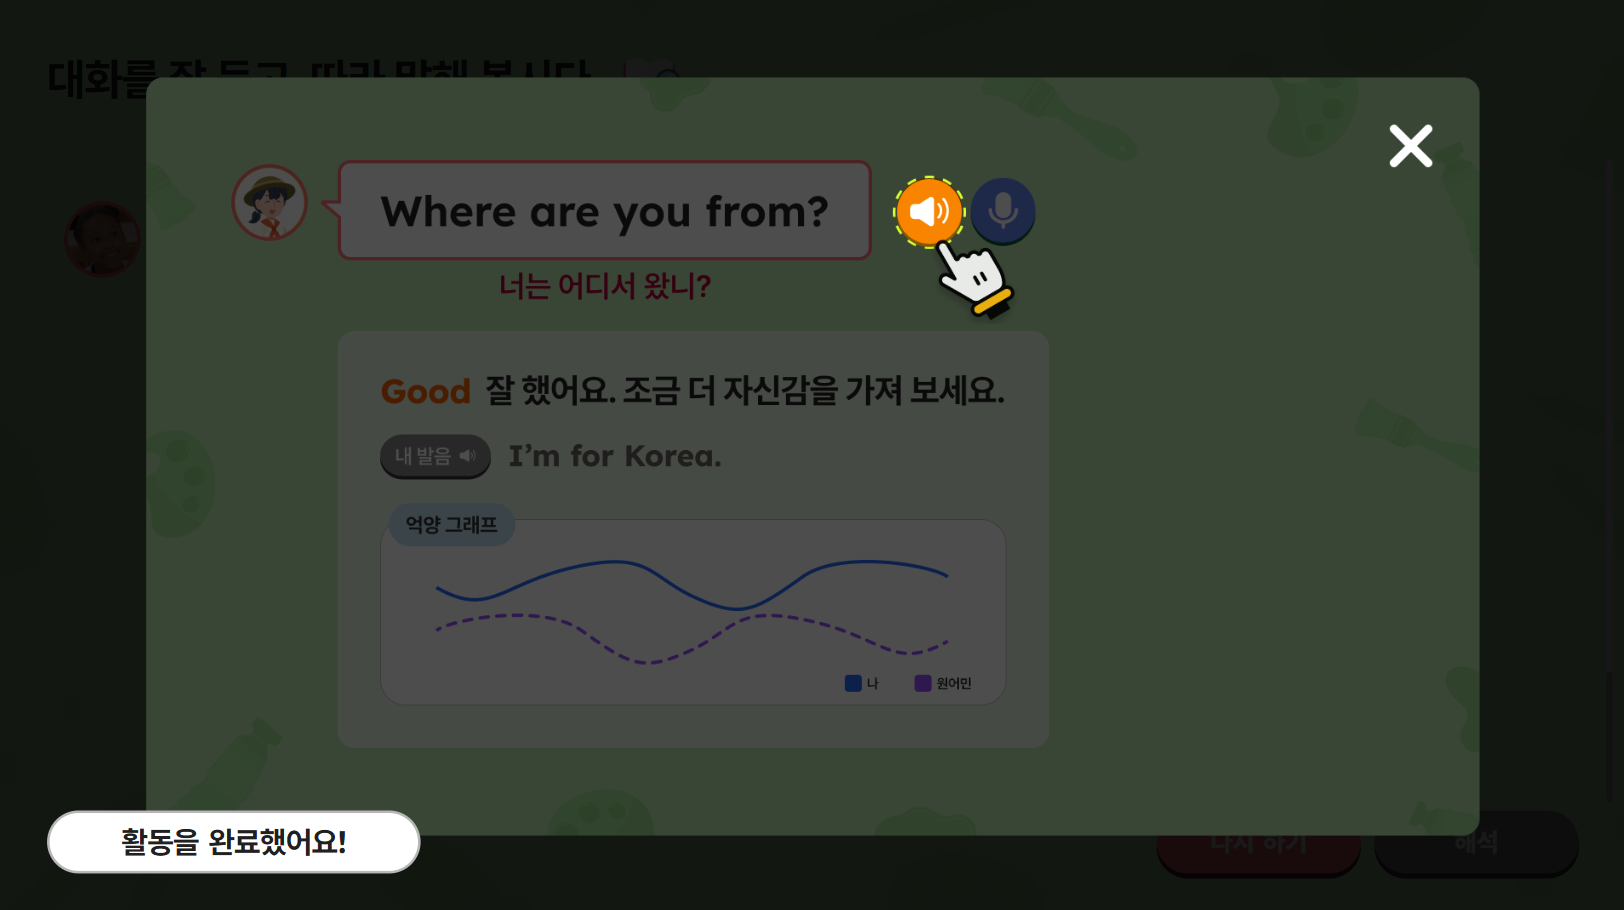 대화를 잘 듣고, 따라 말해 봅시다.
Where are you from?
너는 어디서 왔니?
Good 잘 했어요. 조금 더 자신감을 가져 보세요.
내 발음 I'm for Korea.
억양 그래프
나 원어민
활동을 완료했어요!
다시 하기 해석